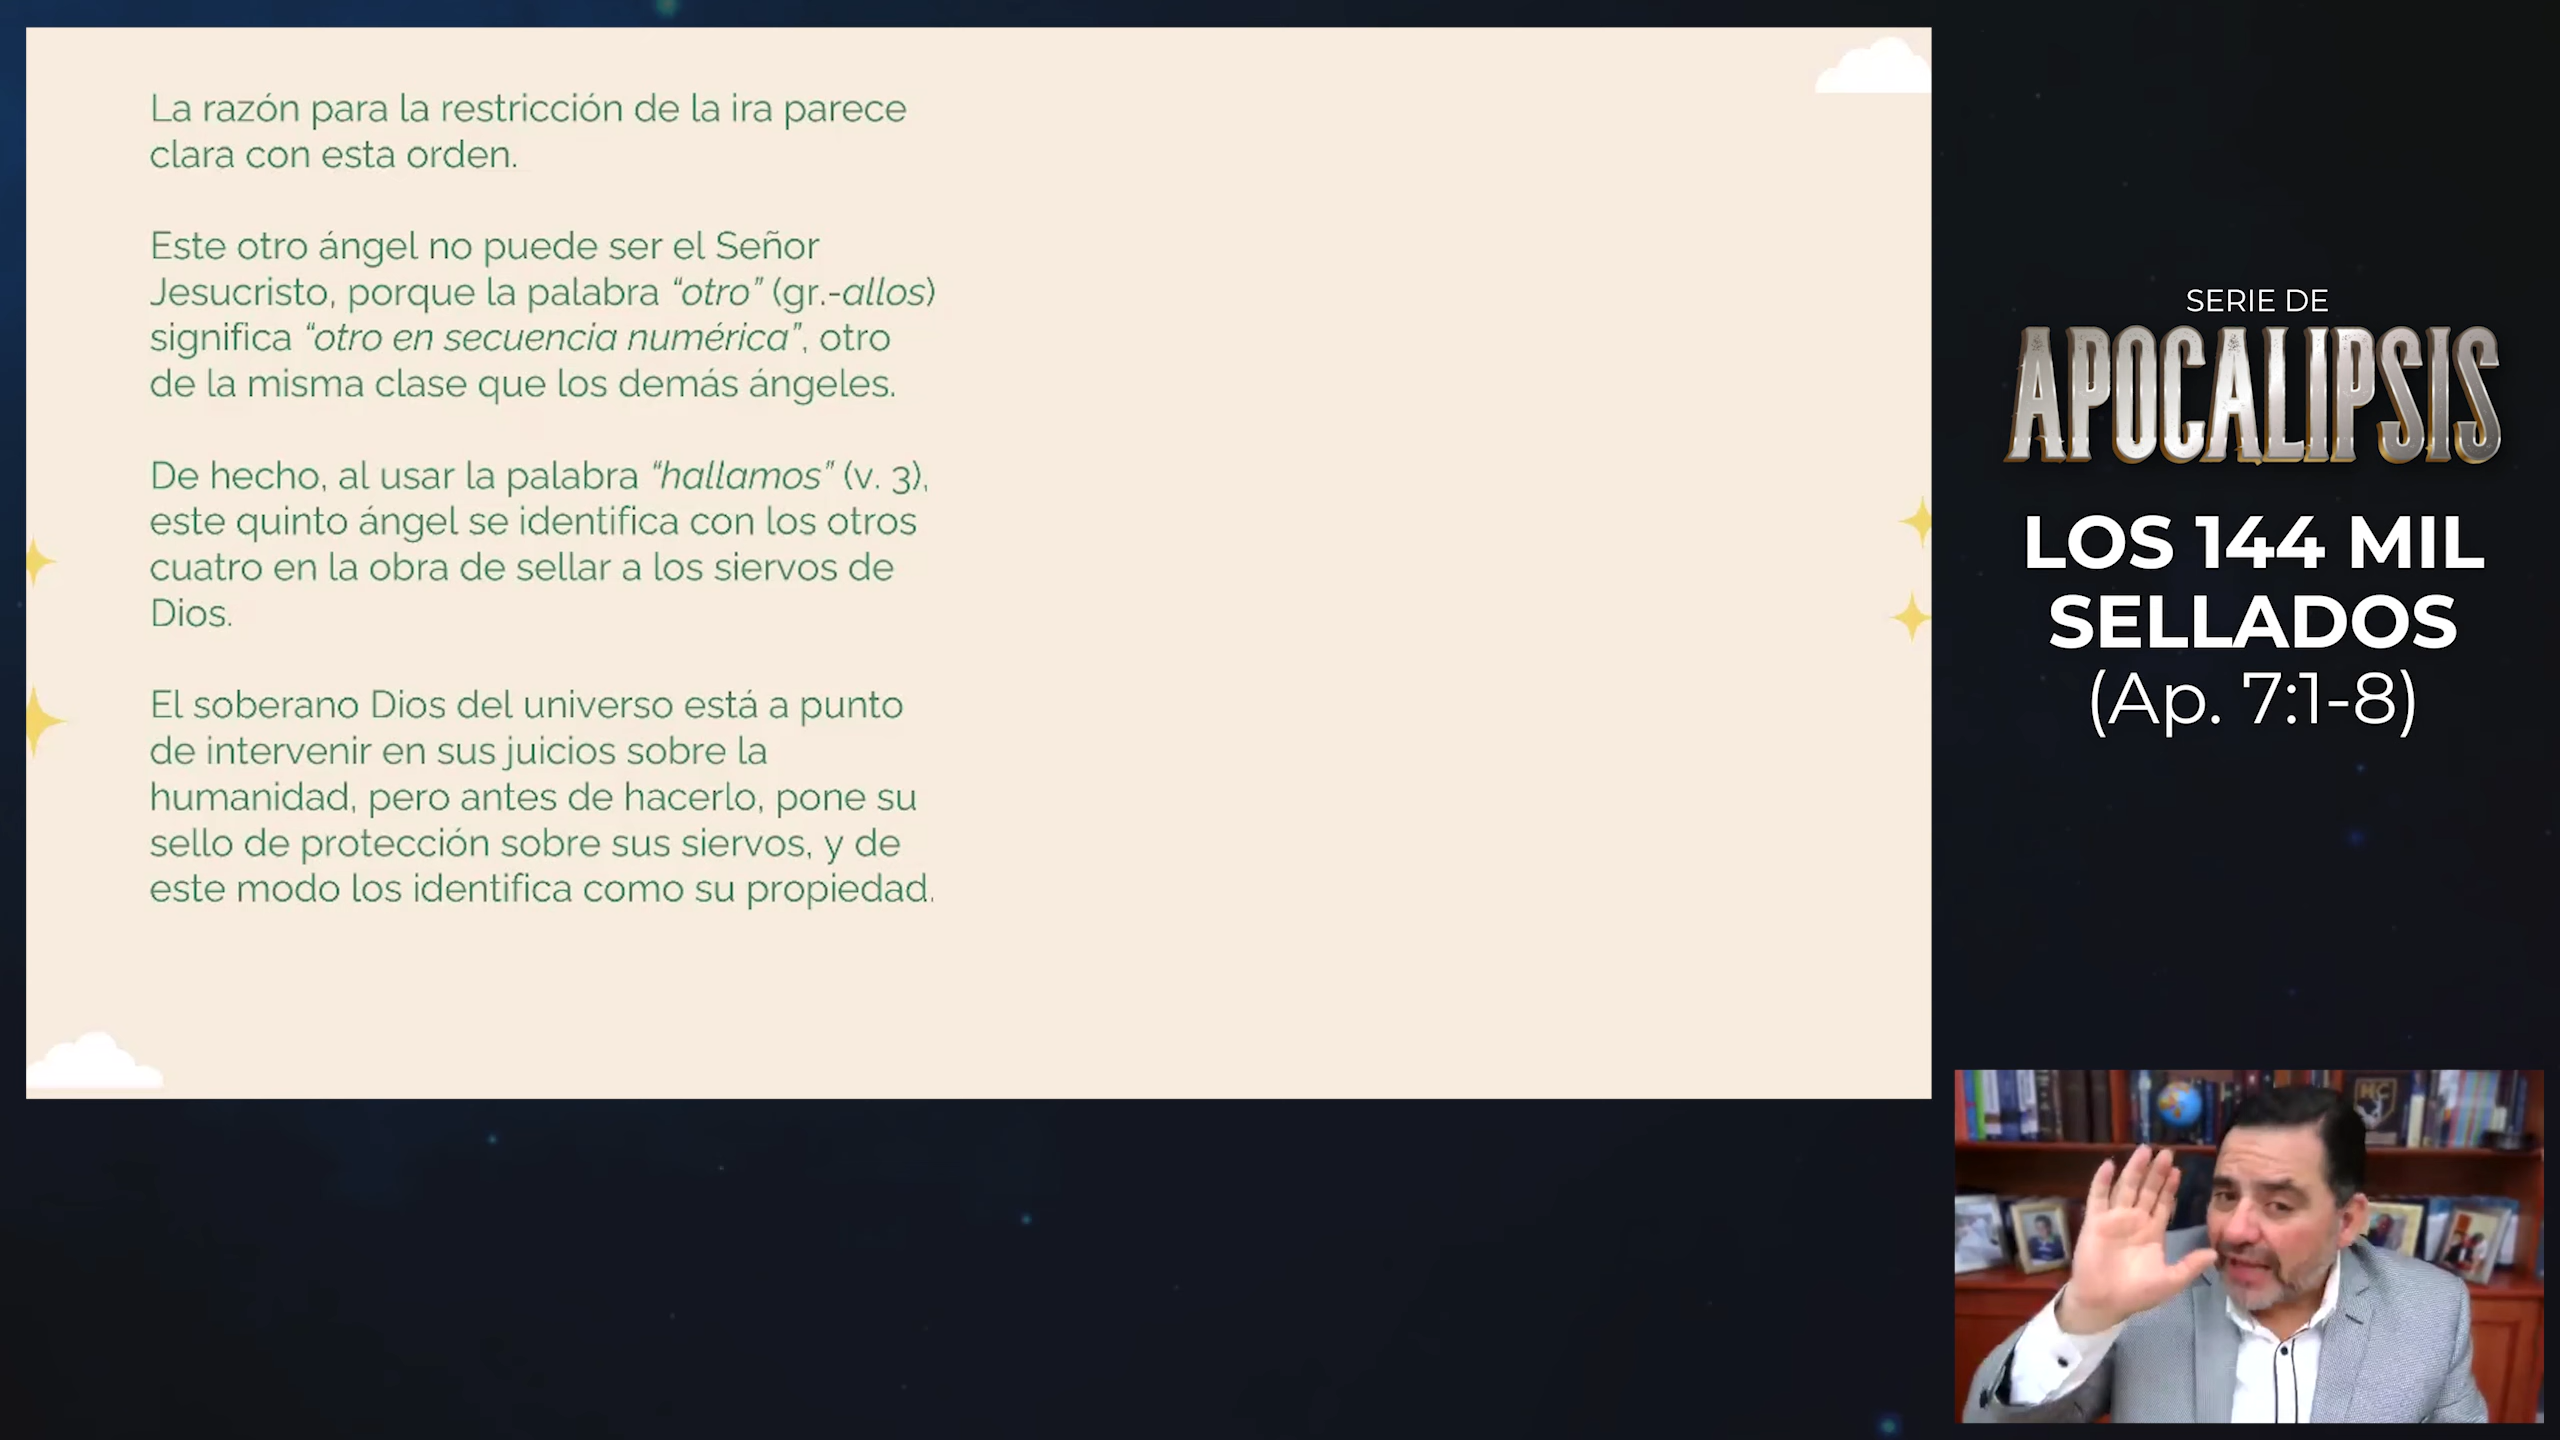 La razón para la restricción de la ira parece
clara con esta orden.
Este otro ángel no puede ser el Señor
Jesucristo, porque la palabra “otro” (gr.-allos)
significa “otro en secuencia numérica”, otro
de la misma clase que los demás ángeles.
De hecho, al usar la palabra “hallamos” (v. 3),
este quinto ángel se identifica con los otros
cuatro en la obra de sellar a los siervos de
Dios.
El soberano Dios del universo está a punto
de intervenir en sus juicios sobre la
humanidad, pero antes de hacerlo, pone su
sello de protección sobre sus siervos, y de
este modo los identifica como su propiedad.
SERIE DE
APOCALIPSIS
LOS 144 MIL
SELLADOS
(Ap. 7:1-8)
HC